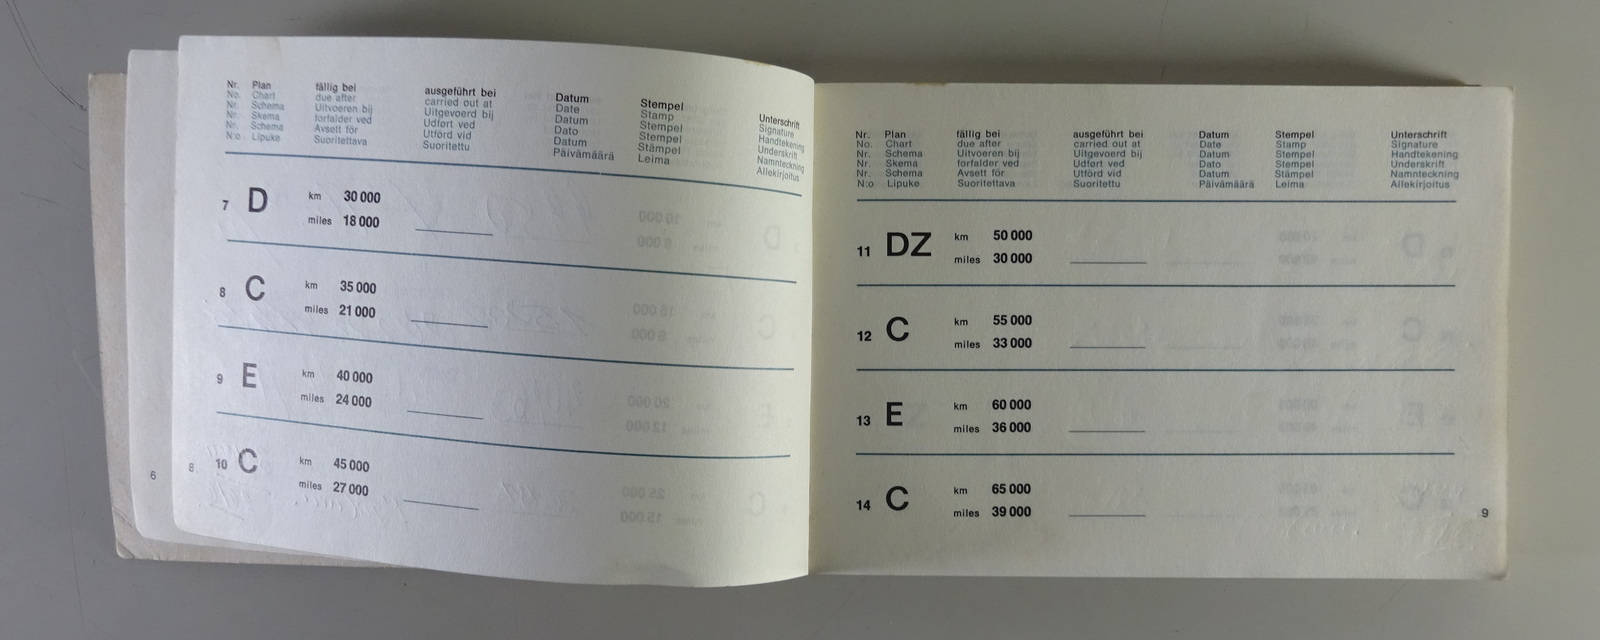 Nr. Plan fällig bei ausgeführt bei Datum Stempel Unterschrift
No. Chart due after carried out at Date Stamp Signature
Nr. Schema Uitvoeren bij Uitgevoerd bij Datum Stempel Handtekening
Nr. Skema forfalder ved Udført ved Dato Stempel Underskrift
Nr. Schema Avsett för Utförd vid Datum Stämpel Namnteckning
N:o Lipuke Suoritettava Suoritettu Päivämäärä Leima Allekirjoitus
7 D km 30 000
miles 18 000
8 C km 35 000
miles 21 000
9 E km 40 000
miles 24 000
10 C km 45 000
miles 27 000
6
8
Nr. Plan fällig bei ausgeführt bei Datum Stempel Unterschrift
No. Chart due after carried out at Date Stamp Signature
Nr. Schema Uitvoeren bij Uitgevoerd bij Datum Stempel Handtekening
Nr. Skema forfalder ved Udført ved Dato Stempel Underskrift
Nr. Schema Avsett för Utförd vid Datum Stämpel Namnteckning
N:o Lipuke Suoritettava Suoritettu Päivämäärä Leima Allekirjoitus
11 DZ km 50 000
miles 30 000
12 C km 55 000
miles 33 000
13 E km 60 000
miles 36 000
14 C km 65 000
miles 39 000
9